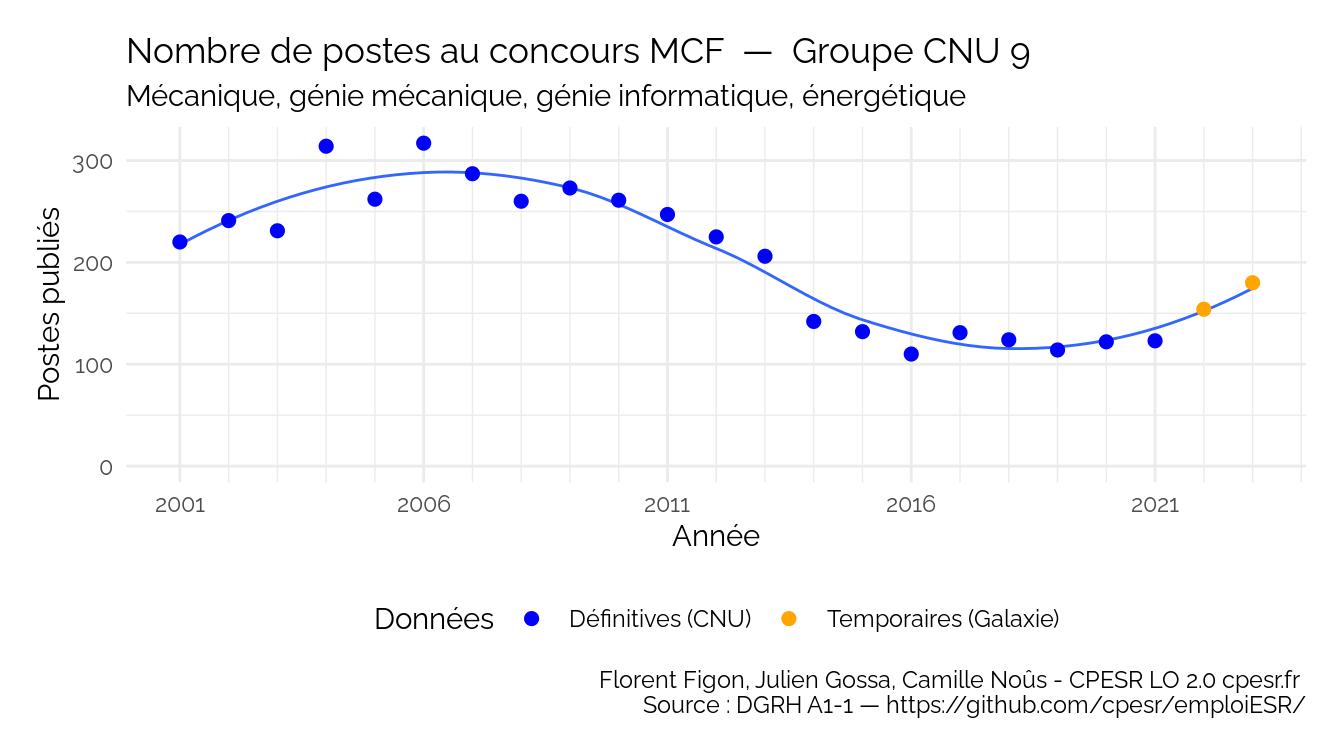 Nombre de postes au concours MCF — Groupe CNU 9
Mécanique, génie mécanique, génie informatique, énergétique
Postes publiés
300
200
100
0
2001 2006 2011 2016 2021
Année
Données Définitives (CNU) Temporaires (Galaxie)
Florent Figon, Julien Gossa, Camille Noûs - CPESR LO 2.0 cpesr.fr
Source : DGRH A1-1 — https://github.com/cpesr/emploiESR/